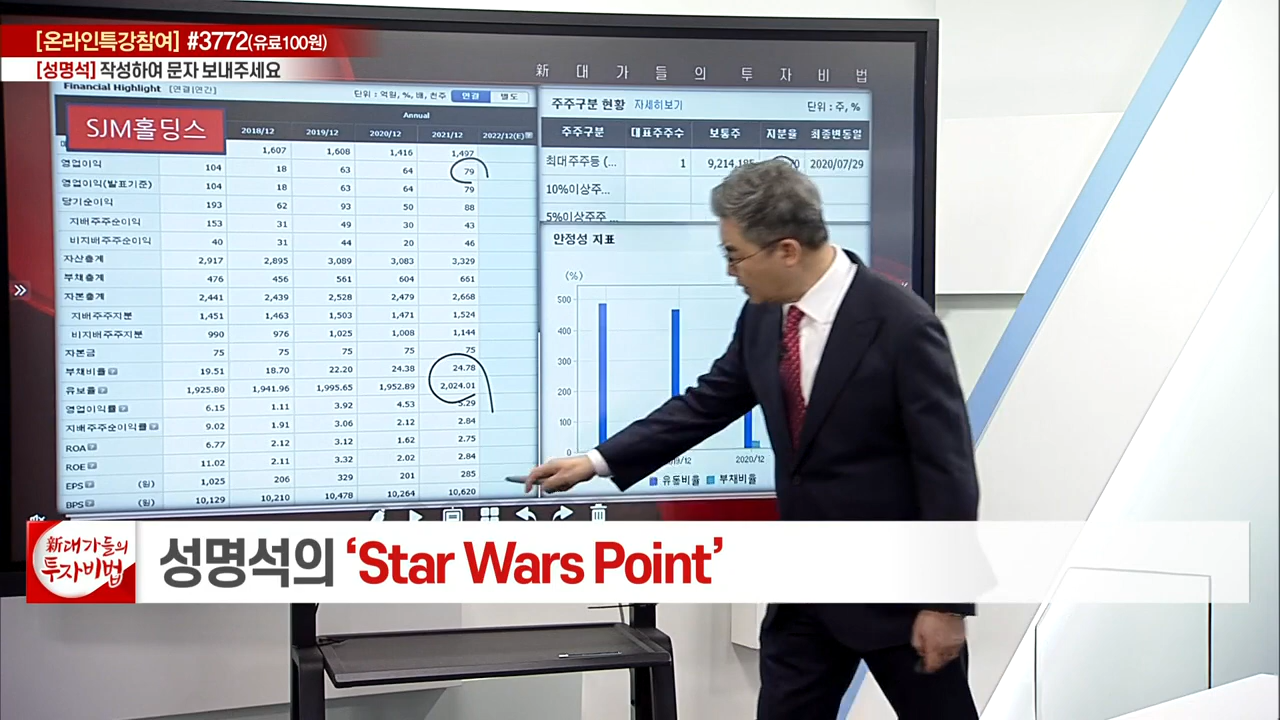 [온라인특강참여] #3772(유료100원)
[성명석] 작성하여 문자 보내주세요
新 대 가 들 의 투 자 비 법
Financial Highlight [연결|연간]
단위 : 억원, %, 배, 천주 연결 별도
SJM홀딩스
Annual
2018/12 2019/12 2020/12 2021/12 2022/12(E)
1,607 1,608 1,416 1,497
영업이익 104 18 63 64 79
영업이익(발표기준) 104 18 63 64 79
당기순이익 193 62 93 50 88
지배주주순이익 153 31 49 30 43
비지배주주순이익 40 31 44 20 46
자산총계 2,917 2,895 3,089 3,083 3,329
부채총계 476 456 561 604 661
자본총계 2,441 2,439 2,528 2,479 2,668
지배주주지분 1,451 1,463 1,503 1,471 1,524
비지배주주지분 990 976 1,025 1,008 1,144
자본금 75 75 75 75 75
부채비율 19.51 18.70 22.20 24.38 24.78
유보율 1,925.80 1,941.96 1,995.65 1,952.89 2,024.01
영업이익률 6.15 1.11 3.92 4.53 5.29
지배주주순이익률 9.02 1.91 3.06 2.12 2.84
ROA 6.77 2.12 3.12 1.62 2.75
ROE 11.02 2.11 3.32 2.02 2.84
EPS (원) 1,025 206 329 201 285
BPS (원) 10,129 10,210 10,478 10,264 10,620
주주구분 현황 자세히보기 단위 : 주, %
주주구분 대표주주수 보통주 지분율 최종변동일
최대주주등 (... 1 9,214,185 2020/07/29
10%이상주...
5%이상주주 ...
안정성 지표
(%)
500
400
300
200
100
0
2020/12
유동비율 부채비율
新대가들의
투자비법
성명석의 ‘Star Wars Point’